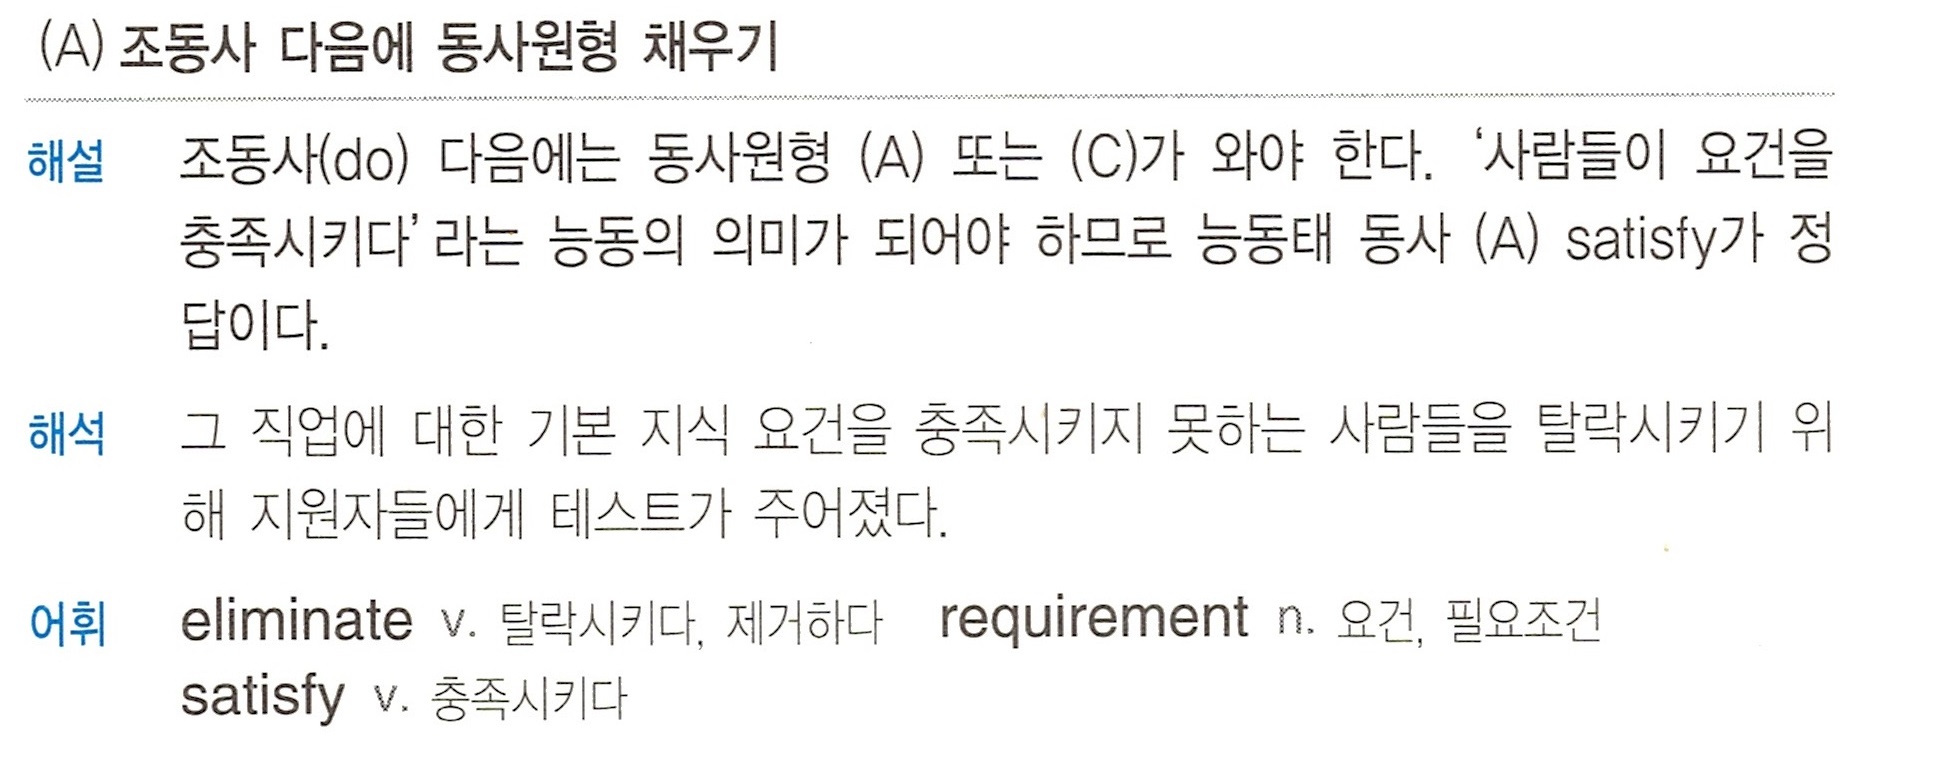 (A) 조동사 다음에 동사원형 채우기
해설 조동사(do) 다음에는 동사원형 (A) 또는 (C)가 와야 한다. ‘사람들이 요건을
충족시키다’라는 능동의 의미가 되어야 하므로 능동태 동사 (A) satisfy가 정
답이다.
해석 그 직업에 대한 기본 지식 요건을 충족시키지 못하는 사람들을 탈락시키기 위
해 지원자들에게 테스트가 주어졌다.
어휘 eliminate v. 탈락시키다, 제거하다 requirement n. 요건, 필요조건
satisfy v. 충족시키다